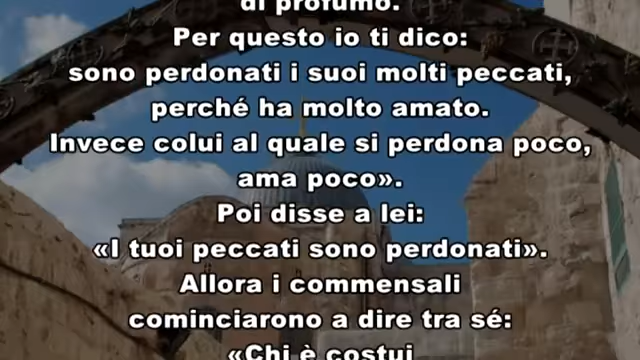 di profumo.
Per questo io ti dico:
sono perdonati i suoi molti peccati,
perché ha molto amato.
Invece colui al quale si perdona poco,
ama poco».
Poi disse a lei:
«I tuoi peccati sono perdonati».
Allora i commensali
cominciarono a dire tra sé:
«Chi è costui